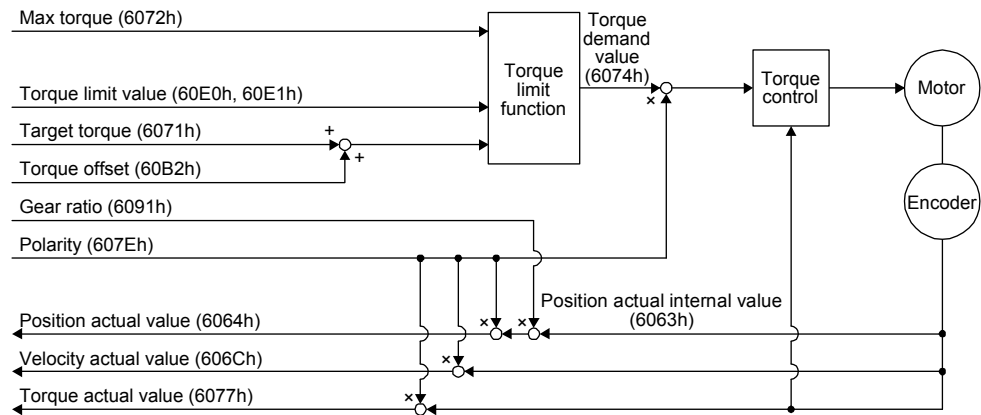 Max torque (6072h)
Torque
demand
value
(6074h)
Torque
limit
function
Torque
control
Motor
Torque limit value (60E0h, 60E1h)
×
Target torque (6071h)
+
+
Torque offset (60B2h)
Gear ratio (6091h)
Encoder
Polarity (607Eh)
Position actual internal value
(6063h)
Position actual value (6064h)
×
×
Velocity actual value (606Ch)
×
Torque actual value (6077h)
×